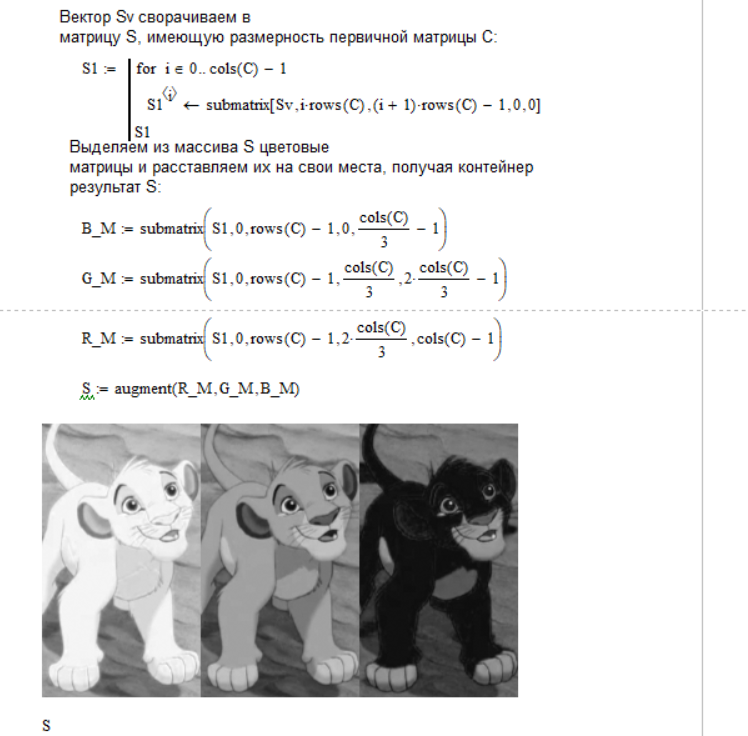 Вектор Sv сворачиваем в
матрицу S, имеющую размерность первичной матрицы C:
S1 := for i ∈ 0.. cols(C) − 1
S1^⟨i⟩ ← submatrix[Sv,i·rows(C),(i + 1)·rows(C) − 1,0,0]
S1
Выделяем из массива S цветовые
матрицы и расставляем их на свои места, получая контейнер
результат S:
B_M := submatrix(S1,0,rows(C) − 1,0,cols(C)/3 − 1)
G_M := submatrix(S1,0,rows(C) − 1,cols(C)/3,2·cols(C)/3 − 1)
R_M := submatrix(S1,0,rows(C) − 1,2·cols(C)/3,cols(C) − 1)
S := augment(R_M,G_M,B_M)
S